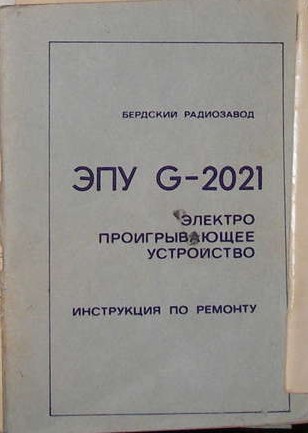 БЕРДСКИЙ РАДИОЗАВОД
ЭПУ G-2021
ЭЛЕКТРО
ПРОИГРЫВАЮЩЕЕ
УСТРОЙСТВО
ИНСТРУКЦИЯ ПО РЕМОНТУ